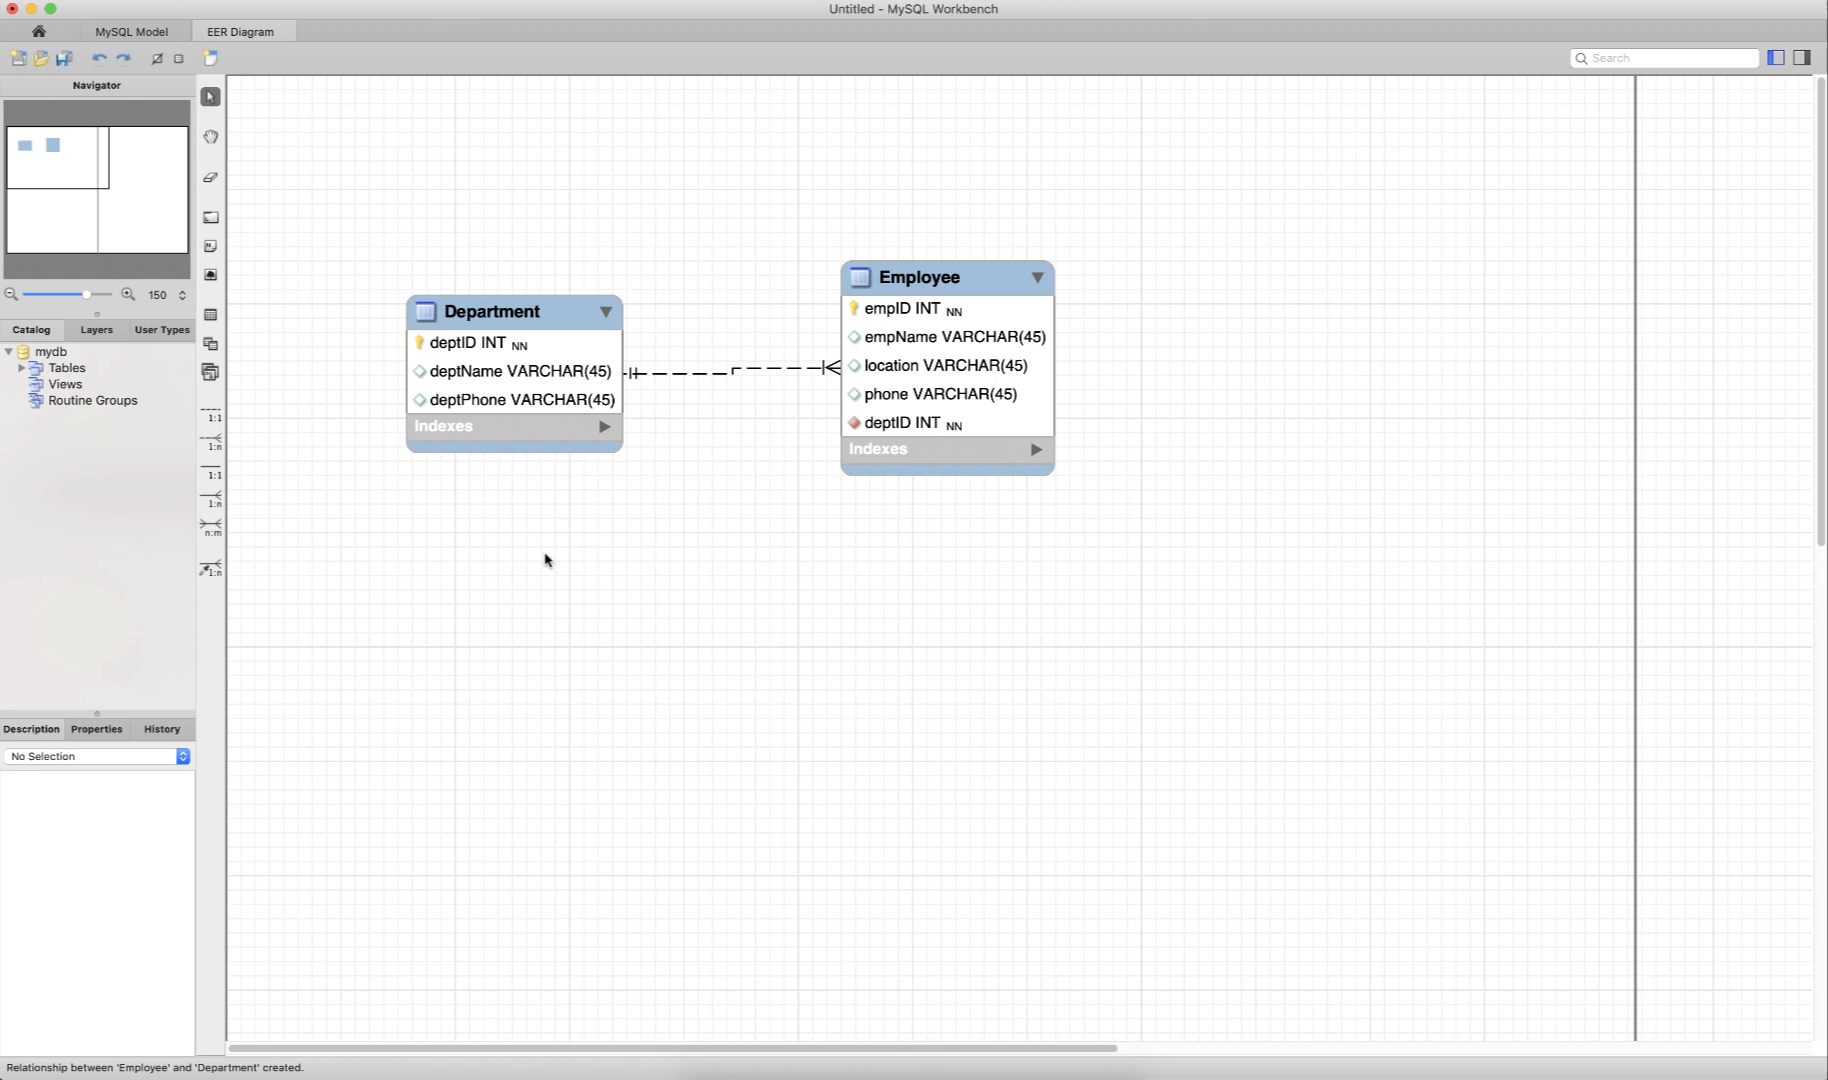 Untitled - MySQL Workbench
MySQL Model
EER Diagram
Search
Navigator
150
Catalog
Layers
User Types
mydb
Tables
Views
Routine Groups
1:1
1:n
1:1
1:n
n:m
1:n
Department
deptID INT NN
deptName VARCHAR(45)
deptPhone VARCHAR(45)
Indexes
Employee
empID INT NN
empName VARCHAR(45)
location VARCHAR(45)
phone VARCHAR(45)
deptID INT NN
Indexes
Description
Properties
History
No Selection
Relationship between 'Employee' and 'Department' created.